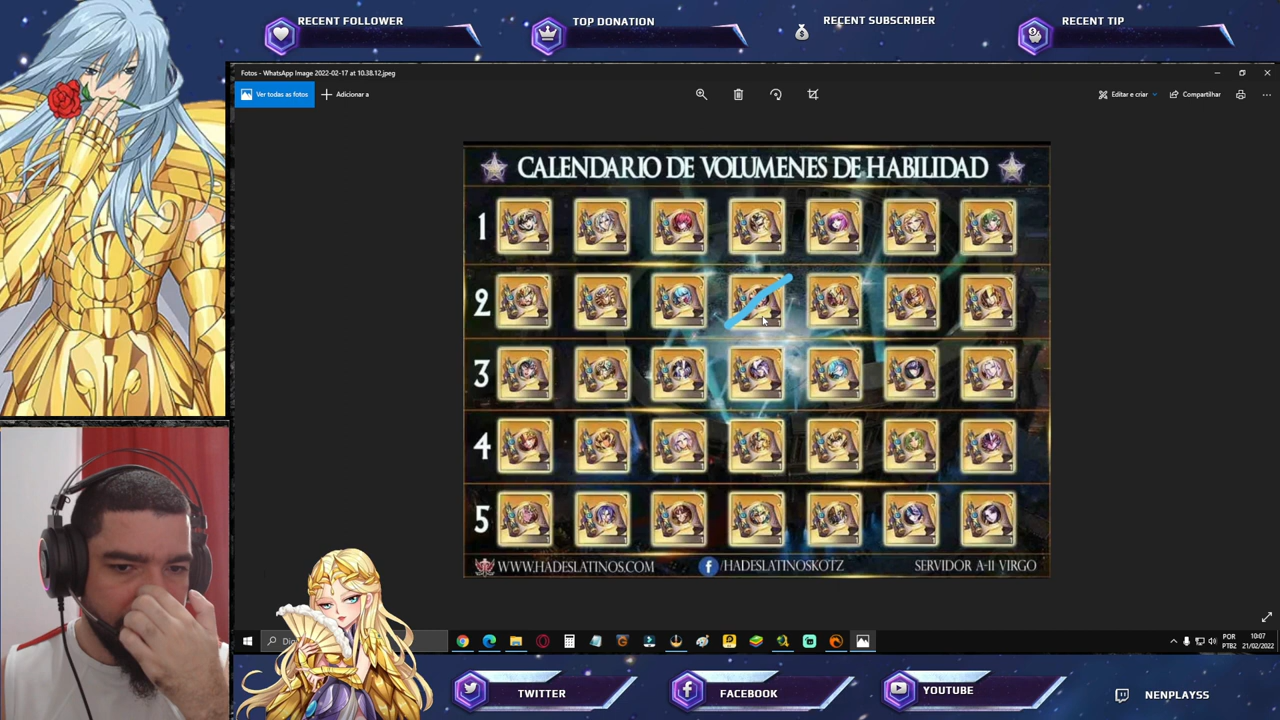 RECENT FOLLOWER
TOP DONATION
RECENT SUBSCRIBER
RECENT TIP
Fotos - WhatsApp Image 2022-02-17 at 10.38.12.jpeg
Ver todas as fotos
Adicionar a
Editar e criar
Compartilhar
CALENDARIO DE VOLUMENES DE HABILIDAD
1
2
3
4
5
WWW.HADESLATINOS.COM
/HADESLATINOSKOTZ
SERVIDOR A-11 VIRGO
POR
PTB2
10:07
21/02/2022
TWITTER
FACEBOOK
YOUTUBE
NENPLAYSS